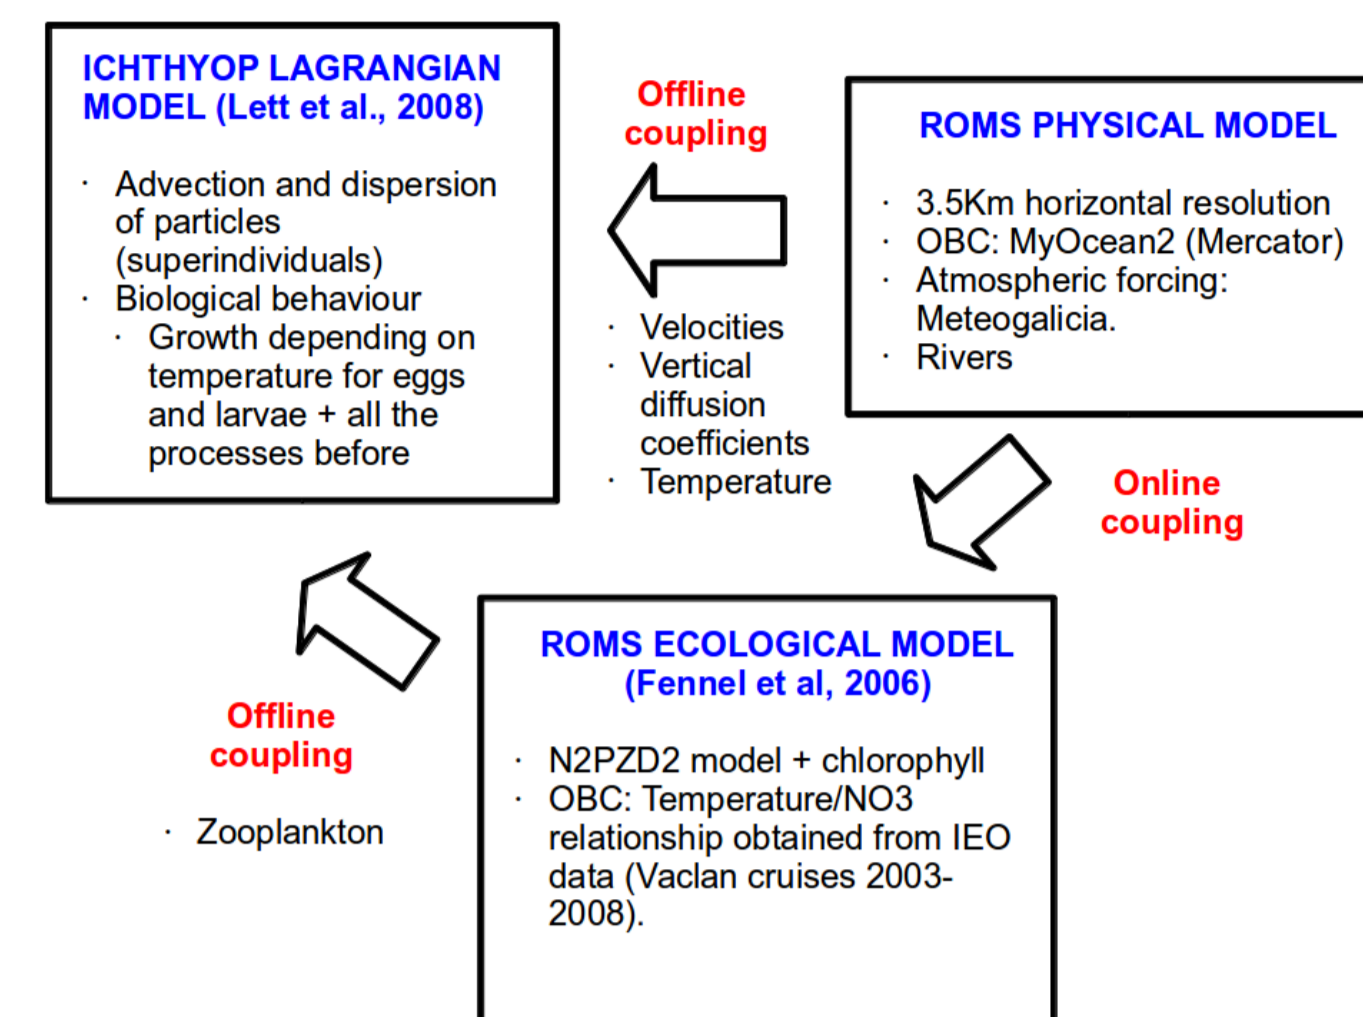 ICHTHYOP LAGRANGIAN
MODEL (Lett et al., 2008)
· Advection and dispersion
of particles
(superindividuals)
· Biological behaviour
· Growth depending on
temperature for eggs
and larvae + all the
processes before
Offline
coupling
· Velocities
· Vertical
diffusion
coefficients
· Temperature
ROMS PHYSICAL MODEL
· 3.5Km horizontal resolution
· OBC: MyOcean2 (Mercator)
· Atmospheric forcing:
Meteogalicia.
· Rivers
Online
coupling
Offline
coupling
· Zooplankton
ROMS ECOLOGICAL MODEL
(Fennel et al, 2006)
· N2PZD2 model + chlorophyll
· OBC: Temperature/NO3
relationship obtained from IEO
data (Vaclan cruises 2003-
2008).